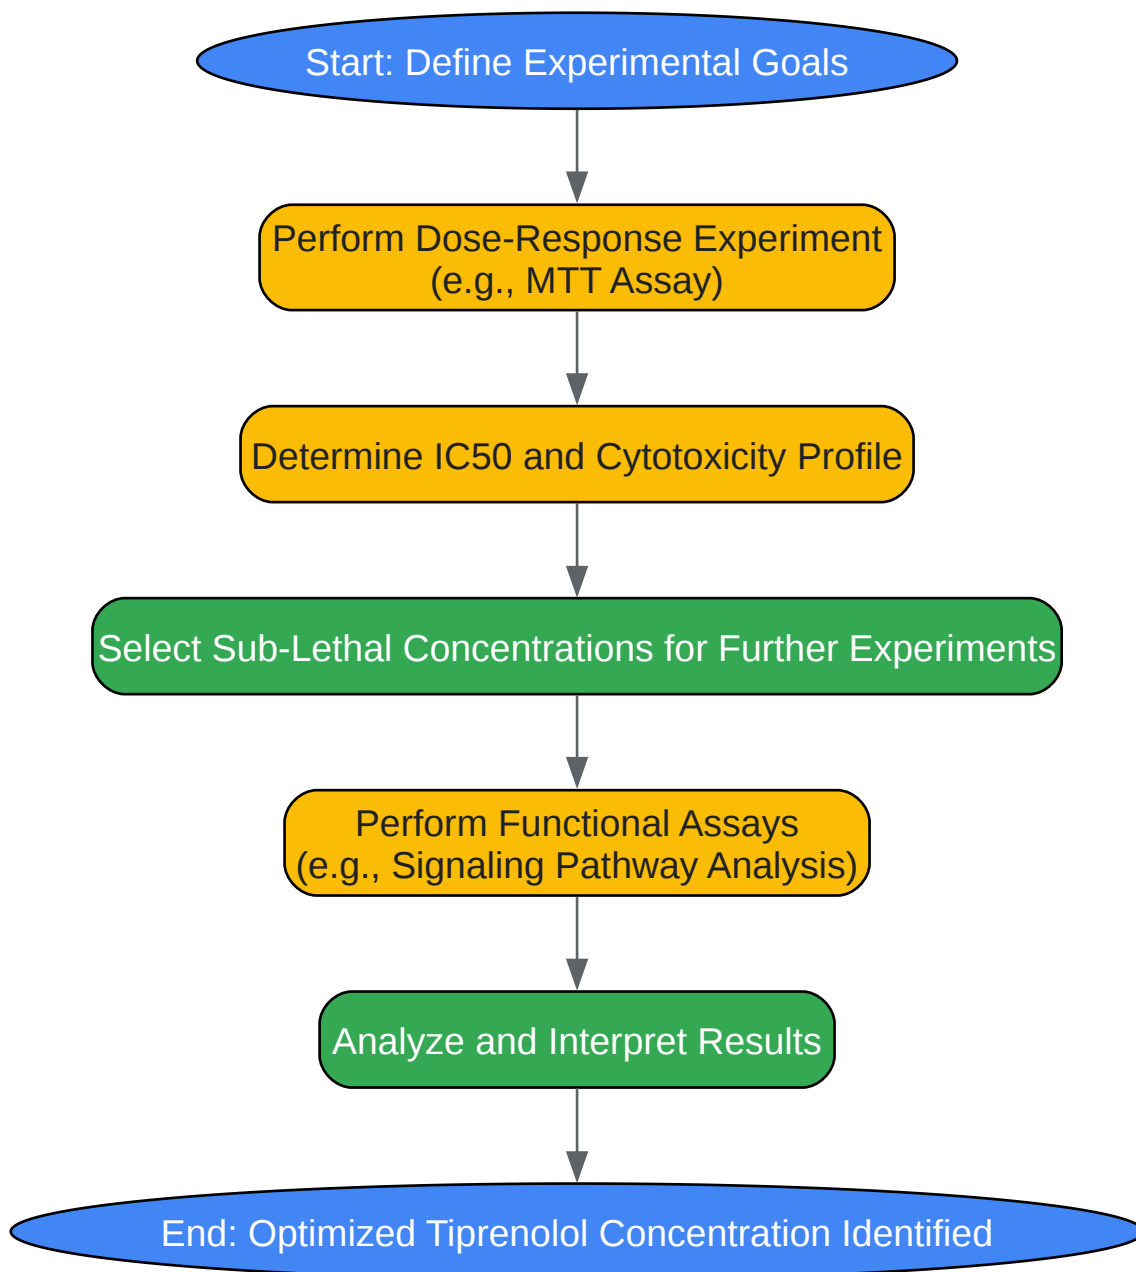 Start: Define Experimental Goals
Perform Dose-Response Experiment
(e.g., MTT Assay)
Determine IC50 and Cytotoxicity Profile
Select Sub-Lethal Concentrations for Further Experiments
Perform Functional Assays
(e.g., Signaling Pathway Analysis)
Analyze and Interpret Results
End: Optimized Tiprenolol Concentration Identified